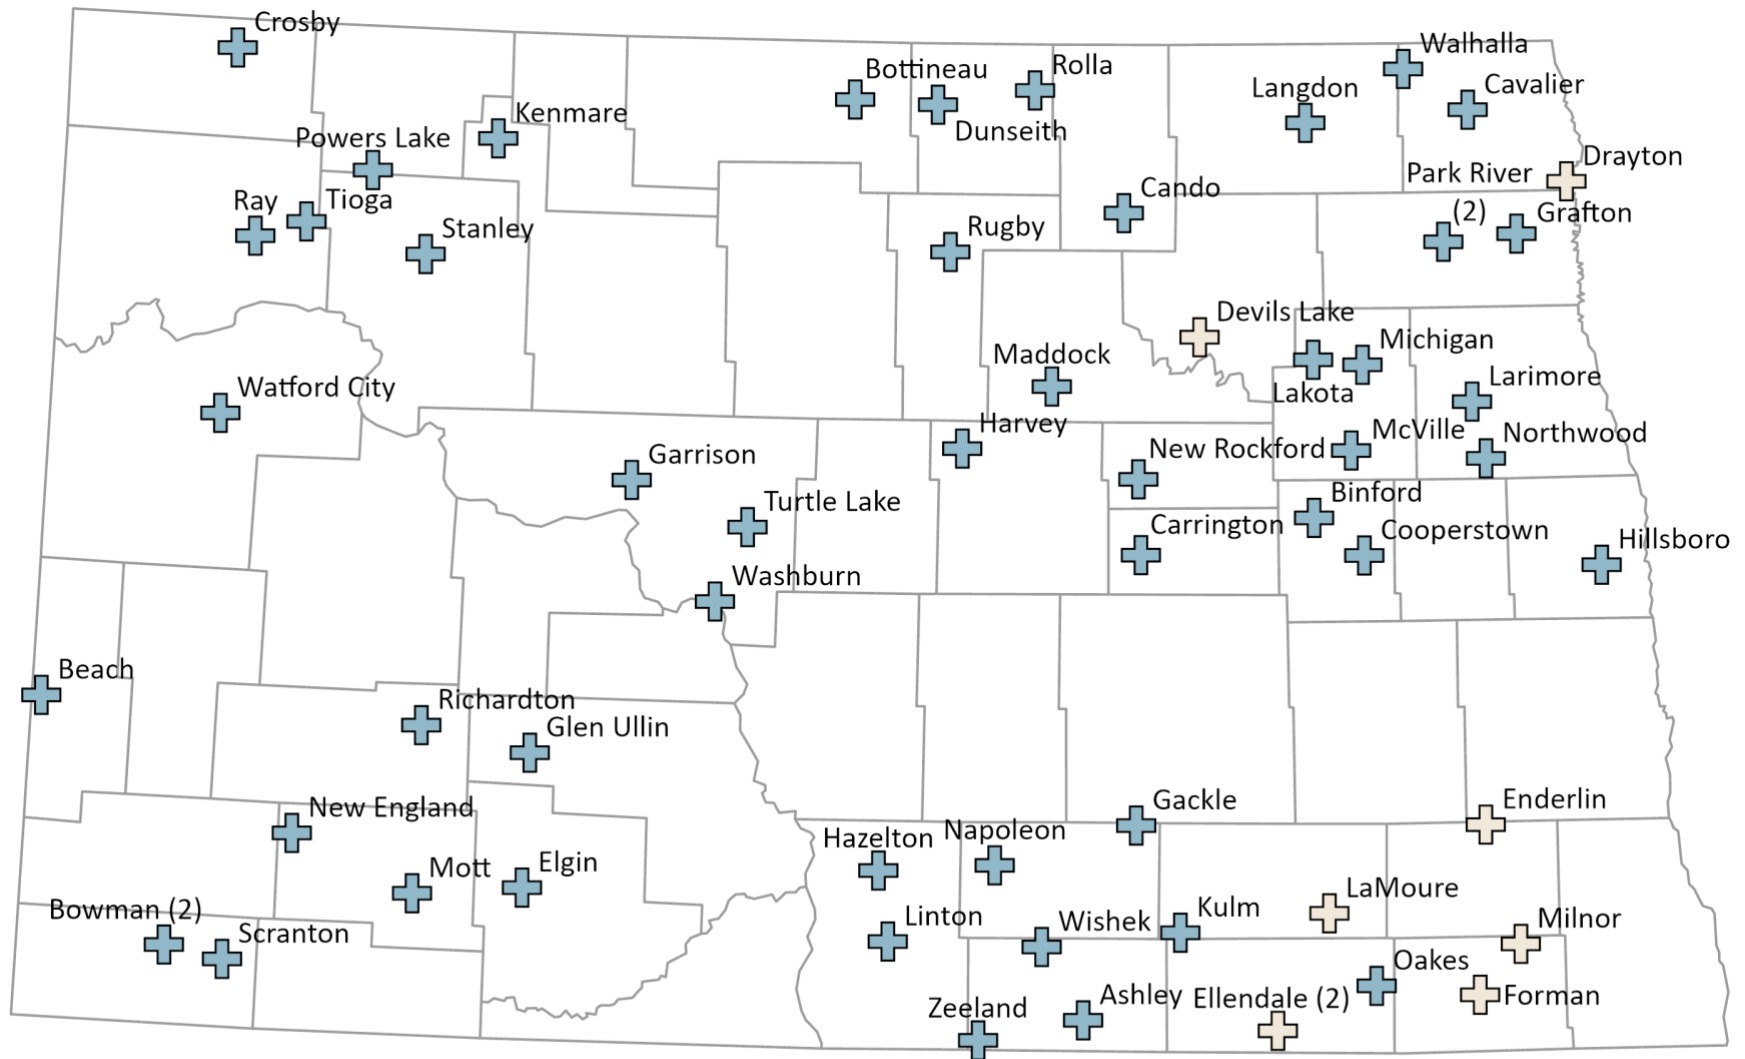 Crosby
Walhalla
Bottineau
Rolla
Langdon
Cavalier
Kenmare
Dunseith
Powers Lake
Drayton
Park River
(2)
Ray
Tioga
Cando
Grafton
Stanley
Rugby
Devils Lake
Michigan
Maddock
Larimore
Watford City
Lakota
Harvey
McVille
Northwood
Garrison
New Rockford
Turtle Lake
Binford
Carrington
Cooperstown
Hillsboro
Washburn
Beach
Richardton
Glen Ullin
New England
Gackle
Enderlin
Hazelton
Napoleon
Mott
Elgin
LaMoure
Bowman (2)
Linton
Wishek
Kulm
Milnor
Scranton
Oakes
Zeeland
Ashley
Ellendale (2)
Forman